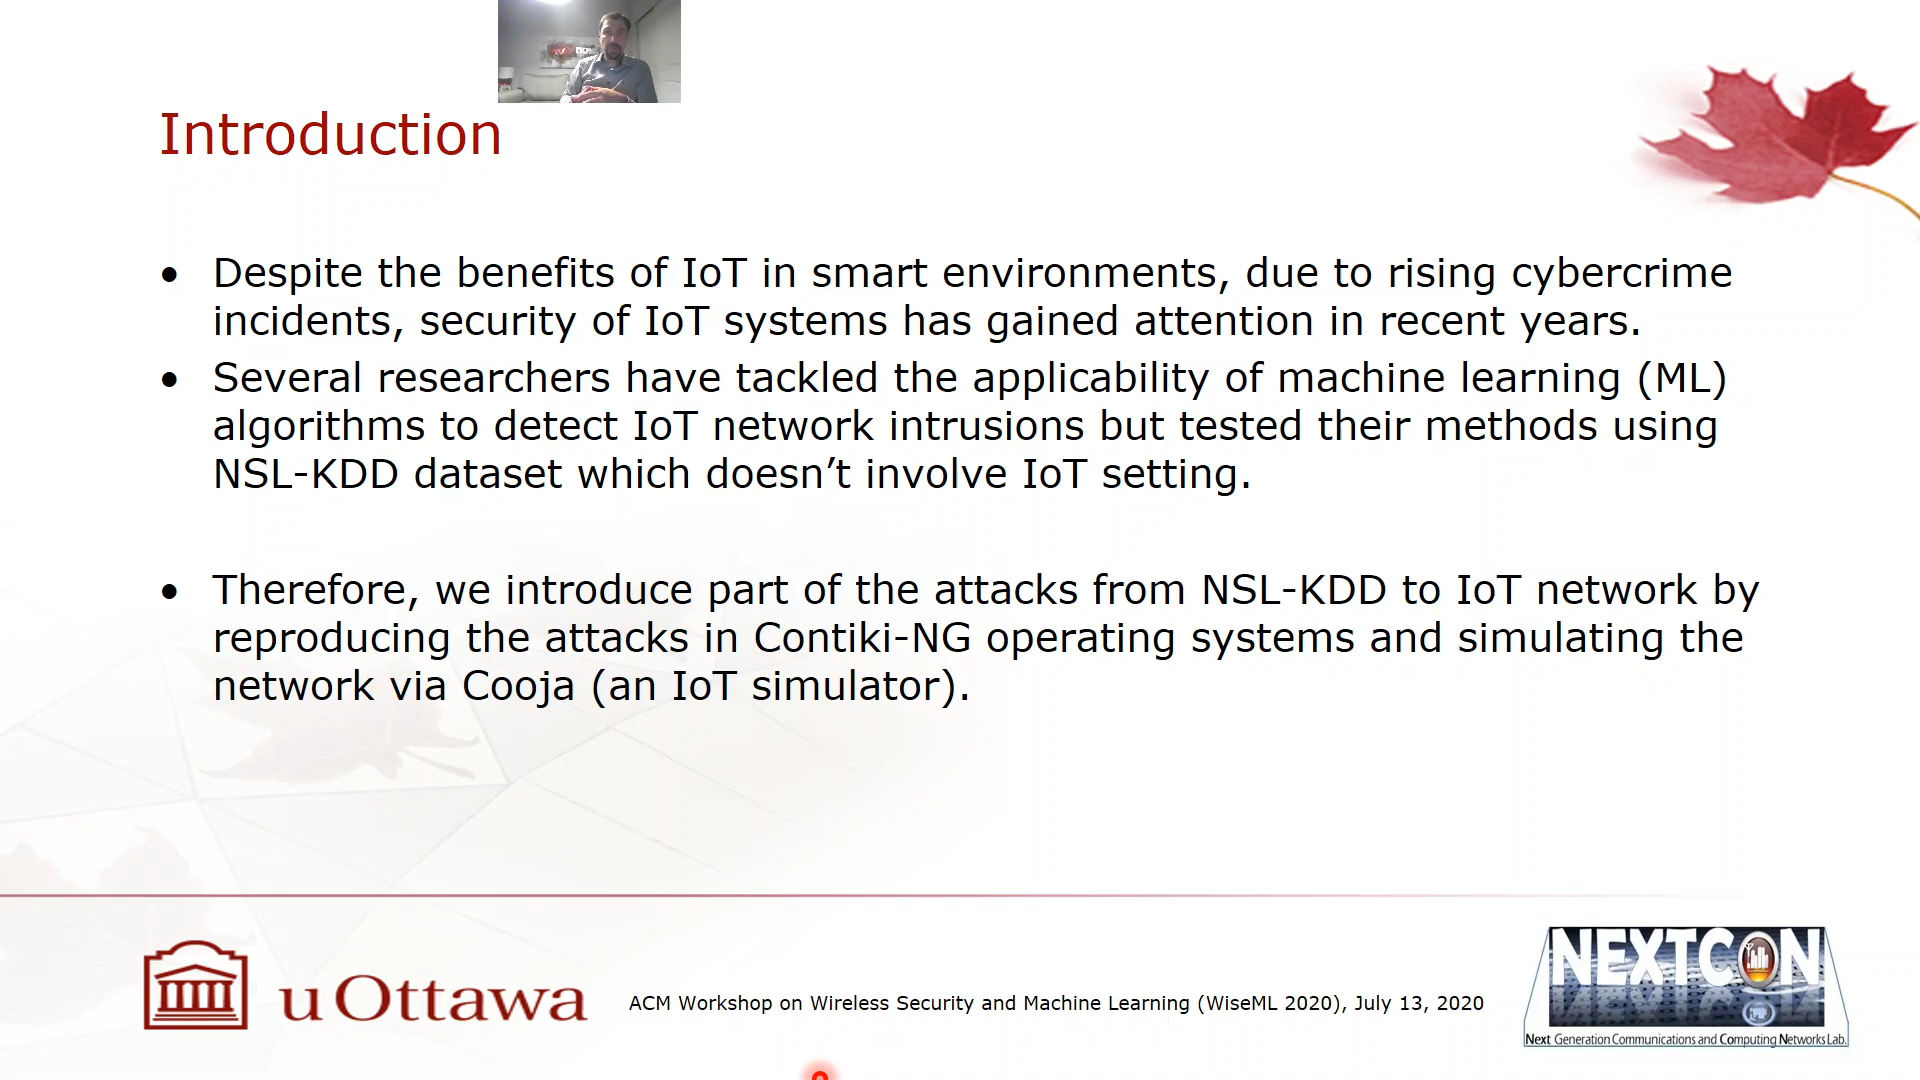 Introduction
• Despite the benefits of IoT in smart environments, due to rising cybercrime
incidents, security of IoT systems has gained attention in recent years.
• Several researchers have tackled the applicability of machine learning (ML)
algorithms to detect IoT network intrusions but tested their methods using
NSL-KDD dataset which doesn’t involve IoT setting.
• Therefore, we introduce part of the attacks from NSL-KDD to IoT network by
reproducing the attacks in Contiki-NG operating systems and simulating the
network via Cooja (an IoT simulator).
uOttawa
ACM Workshop on Wireless Security and Machine Learning (WiseML 2020), July 13, 2020
NEXTCON
Next Generation Communications and Computing Networks Lab.